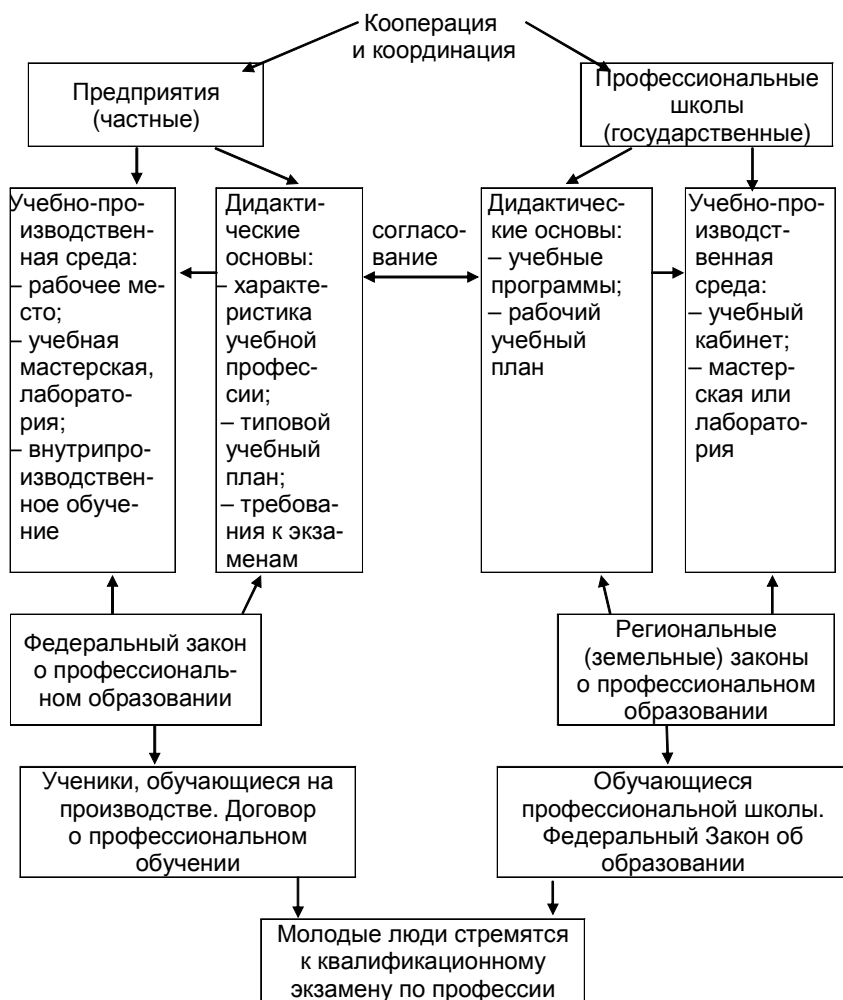 Кооперация
и координация
Предприятия
(частные)
Профессиональные
школы
(государственные)
Учебно-про-
изводствен-
ная среда:
– рабочее ме-
сто;
– учебная
мастерская,
лаборато-
рия;
– внутрипро-
изводствен-
ное обуче-
ние
Дидакти-
ческие
основы:
– характе-
ристика
учебной
профес-
сии;
– типовой
учебный
план;
– требова-
ния к экза-
менам
согласо-
вание
Дидактичес-
кие основы:
– учебные
программы;
– рабочий
учебный
план
Учебно-про-
изводст-
венная
среда:
– учебный
кабинет;
– мастер-
ская или
лаборато-
рия
Федеральный закон
о профессиональ-
ном образовании
Региональные
(земельные) законы
о профессиональном
образовании
Ученики, обучающиеся на
производстве. Договор
о профессиональном
обучении
Обучающиеся
профессиональной школы.
Федеральный Закон об
образовании
Молодые люди стремятся
к квалификационному
экзамену по профессии